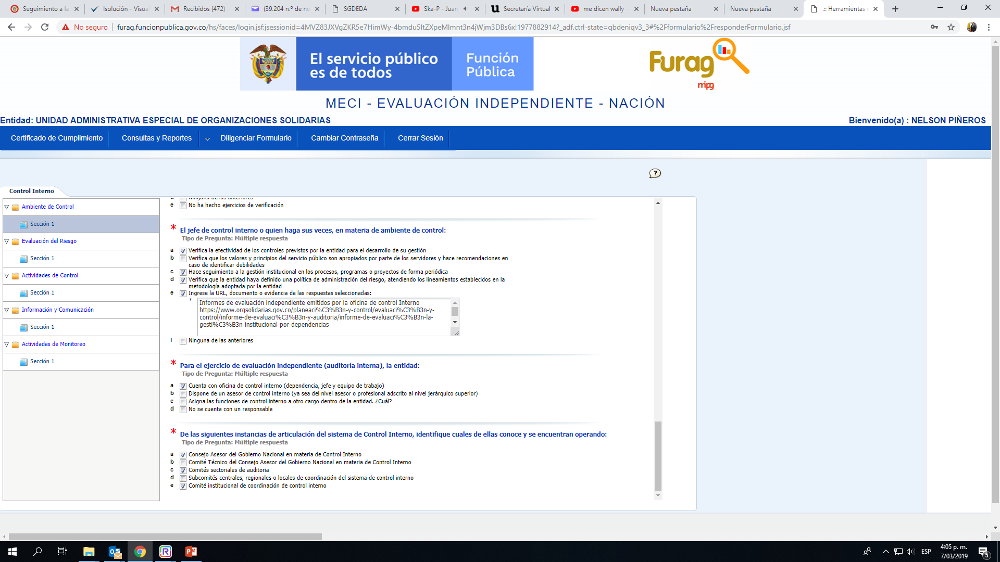 Seguimiento a la
Isolución - Visual
Recibidos (472) -
(39.204 n.º de no
SGDEDA
Ska-P - Juan
Secretaría Virtual
me dicen wally -
Nueva pestaña
Nueva pestaña
.:: Herramientas
No seguro
furag.funcionpublica.gov.co/hs/faces/login.jsf;jsessionid=4MVZ83JXVgZKR5e7HimWy-4bmdu5ItZXpeMlmnt3n4jWjm3DBs6x!1977882914?_adf.ctrl-state=qbdeniqv3_3#%2Fformulario%2FresponderFormulario.jsf
El servicio público
es de todos
Función
Pública
Furag
mipg
MECI - EVALUACIÓN INDEPENDIENTE - NACIÓN
Entidad: UNIDAD ADMINISTRATIVA ESPECIAL DE ORGANIZACIONES SOLIDARIAS
Bienvenido(a) : NELSON PIÑEROS
Certificado de Cumplimiento
Consultas y Reportes
Diligenciar Formulario
Cambiar Contraseña
Cerrar Sesión
?
Control Interno
Ambiente de Control
Sección 1
Evaluación del Riesgo
Sección 1
Actividades de Control
Sección 1
Información y Comunicación
Sección 1
Actividades de Monitoreo
Sección 1
Ninguna de las anteriores
e No ha hecho ejercicios de verificación
* El jefe de control interno o quien haga sus veces, en materia de ambiente de control:
Tipo de Pregunta: Múltiple respuesta
a Verifica la efectividad de los controles previstos por la entidad para el desarrollo de su gestión
b Verifica que los valores y principios del servicio público son apropiados por parte de los servidores y hace recomendaciones en
caso de identificar debilidades
c Hace seguimiento a la gestión institucional en los procesos, programas o proyectos de forma periódica
d Verifica que la entidad haya definido una política de administración del riesgo, atendiendo los lineamientos establecidos en la
metodología adoptada por la entidad
e Ingrese la URL, documento o evidencia de las respuestas seleccionadas:
* Informes de evaluación independiente emitidos por la oficina de control Interno
https://www.orgsolidarias.gov.co/planeaci%C3%B3n-y-control/evaluaci%C3%B3n-y-
control/informe-de-evaluaci%C3%B3n-y-auditoria/informe-de-evaluaci%C3%B3n-la-
gesti%C3%B3n-institucional-por-dependencias
f Ninguna de las anteriores
* Para el ejercicio de evaluación independiente (auditoría interna), la entidad:
Tipo de Pregunta: Múltiple respuesta
a Cuenta con oficina de control interno (dependencia, jefe y equipo de trabajo)
b Dispone de un asesor de control interno (ya sea del nivel asesor o profesional adscrito al nivel jerárquico superior)
c Asigna las funciones de control interno a otro cargo dentro de la entidad. ¿Cuál?
d No se cuenta con un responsable
* De las siguientes instancias de articulación del sistema de Control Interno, identifique cuales de ellas conoce y se encuentran operando:
Tipo de Pregunta: Múltiple respuesta
a Consejo Asesor del Gobierno Nacional en materia de Control Interno
b Comité Técnico del Consejo Asesor del Gobierno Nacional en materia de Control Interno
c Comités sectoriales de auditoria
d Subcomités centrales, regionales o locales de coordinación del sistema de control interno
e Comité institucional de coordinación de control interno
ESP
4:05 p. m.
7/03/2019
5